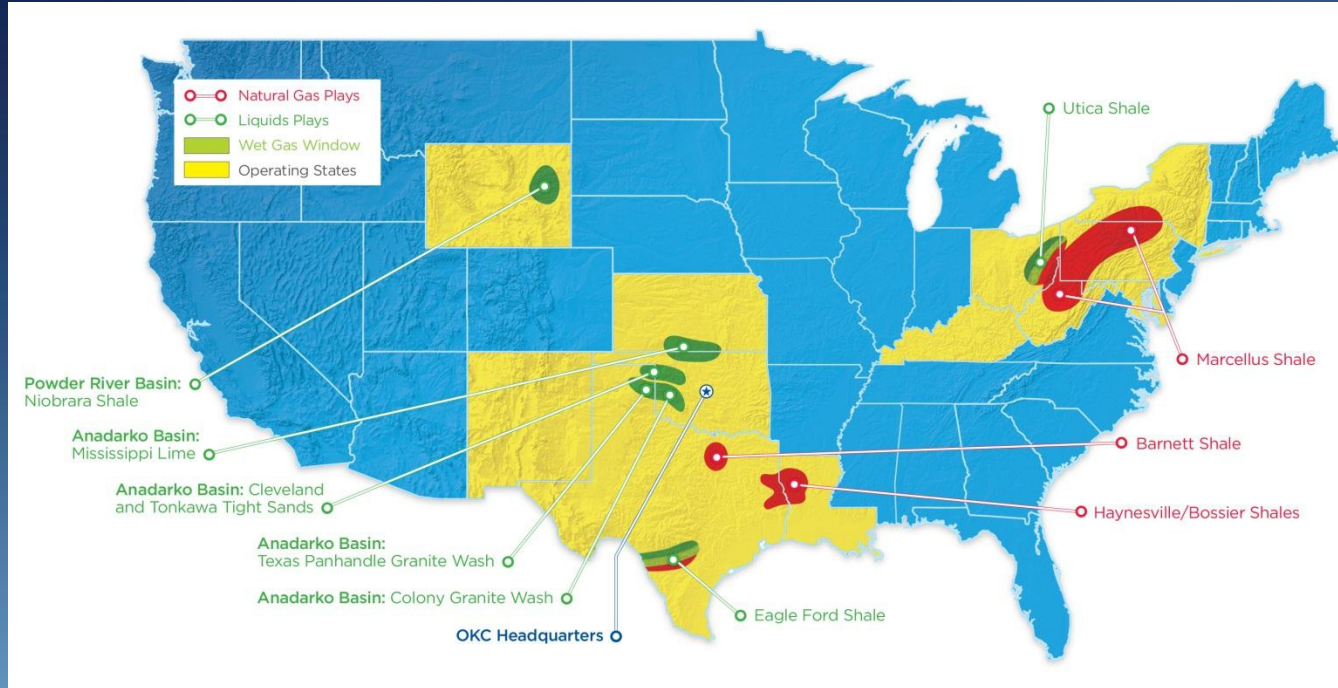 Natural Gas Plays
Liquids Plays
Wet Gas Window
Operating States
Utica Shale
Marcellus Shale
Powder River Basin:
Niobrara Shale
Anadarko Basin:
Mississippi Lime
Barnett Shale
Anadarko Basin: Cleveland
and Tonkawa Tight Sands
Haynesville/Bossier Shales
Anadarko Basin:
Texas Panhandle Granite Wash
Anadarko Basin: Colony Granite Wash
Eagle Ford Shale
OKC Headquarters